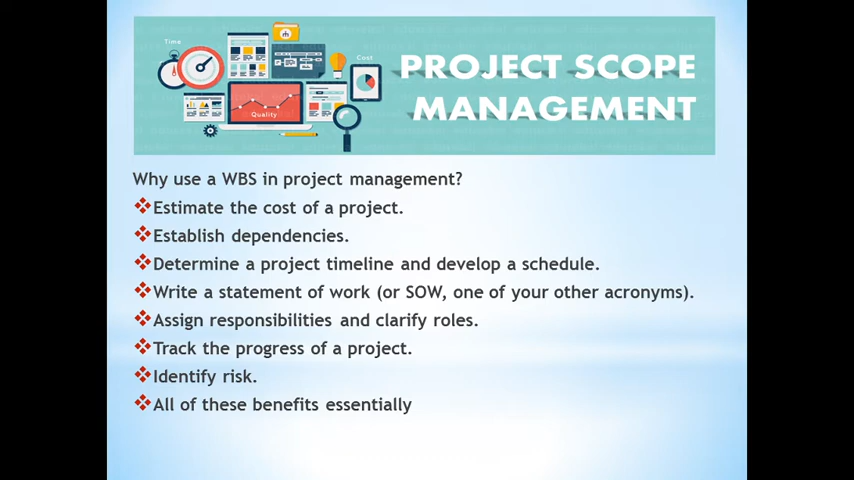 Time
Cost
Quality
PROJECT SCOPE
MANAGEMENT
Why use a WBS in project management?
Estimate the cost of a project.
Establish dependencies.
Determine a project timeline and develop a schedule.
Write a statement of work (or SOW, one of your other acronyms).
Assign responsibilities and clarify roles.
Track the progress of a project.
Identify risk.
All of these benefits essentially